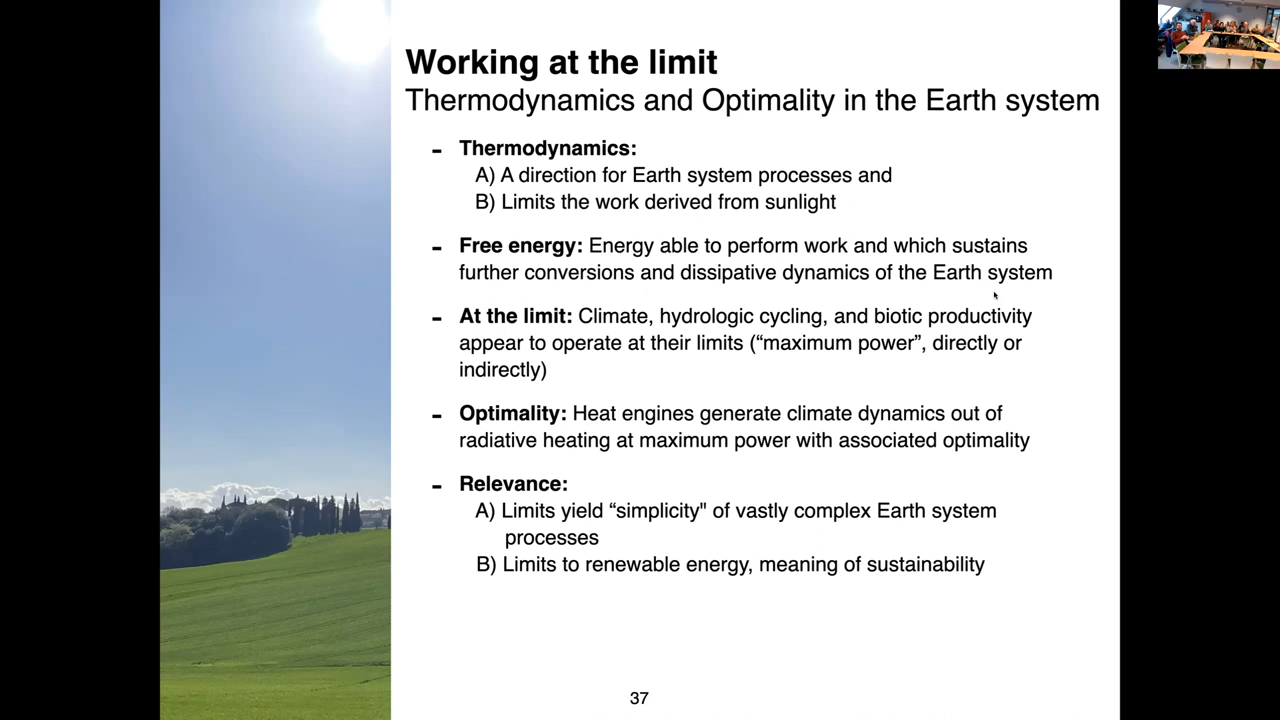 Working at the limit
Thermodynamics and Optimality in the Earth system
- Thermodynamics:
A) A direction for Earth system processes and
B) Limits the work derived from sunlight
- Free energy: Energy able to perform work and which sustains
further conversions and dissipative dynamics of the Earth system
- At the limit: Climate, hydrologic cycling, and biotic productivity
appear to operate at their limits (“maximum power”, directly or
indirectly)
- Optimality: Heat engines generate climate dynamics out of
radiative heating at maximum power with associated optimality
- Relevance:
A) Limits yield “simplicity" of vastly complex Earth system
processes
B) Limits to renewable energy, meaning of sustainability
37